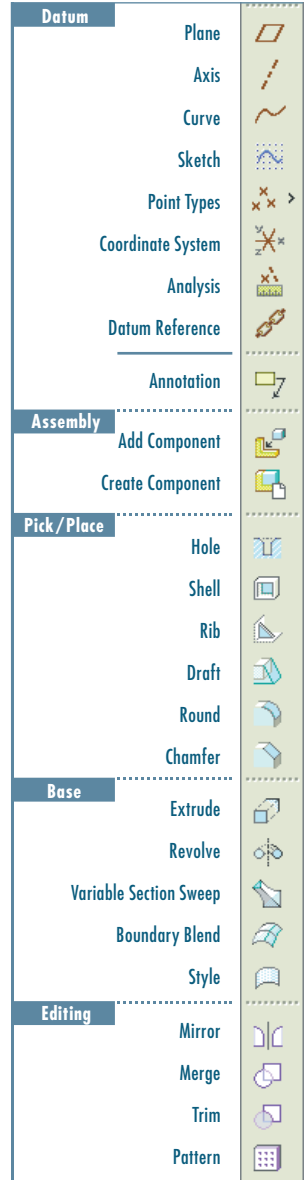 Datum
Plane
Axis
Curve
Sketch
Point Types
Coordinate System
Analysis
Datum Reference
Annotation
Assembly
Add Component
Create Component
Pick/Place
Hole
Shell
Rib
Draft
Round
Chamfer
Base
Extrude
Revolve
Variable Section Sweep
Boundary Blend
Style
Editing
Mirror
Merge
Trim
Pattern